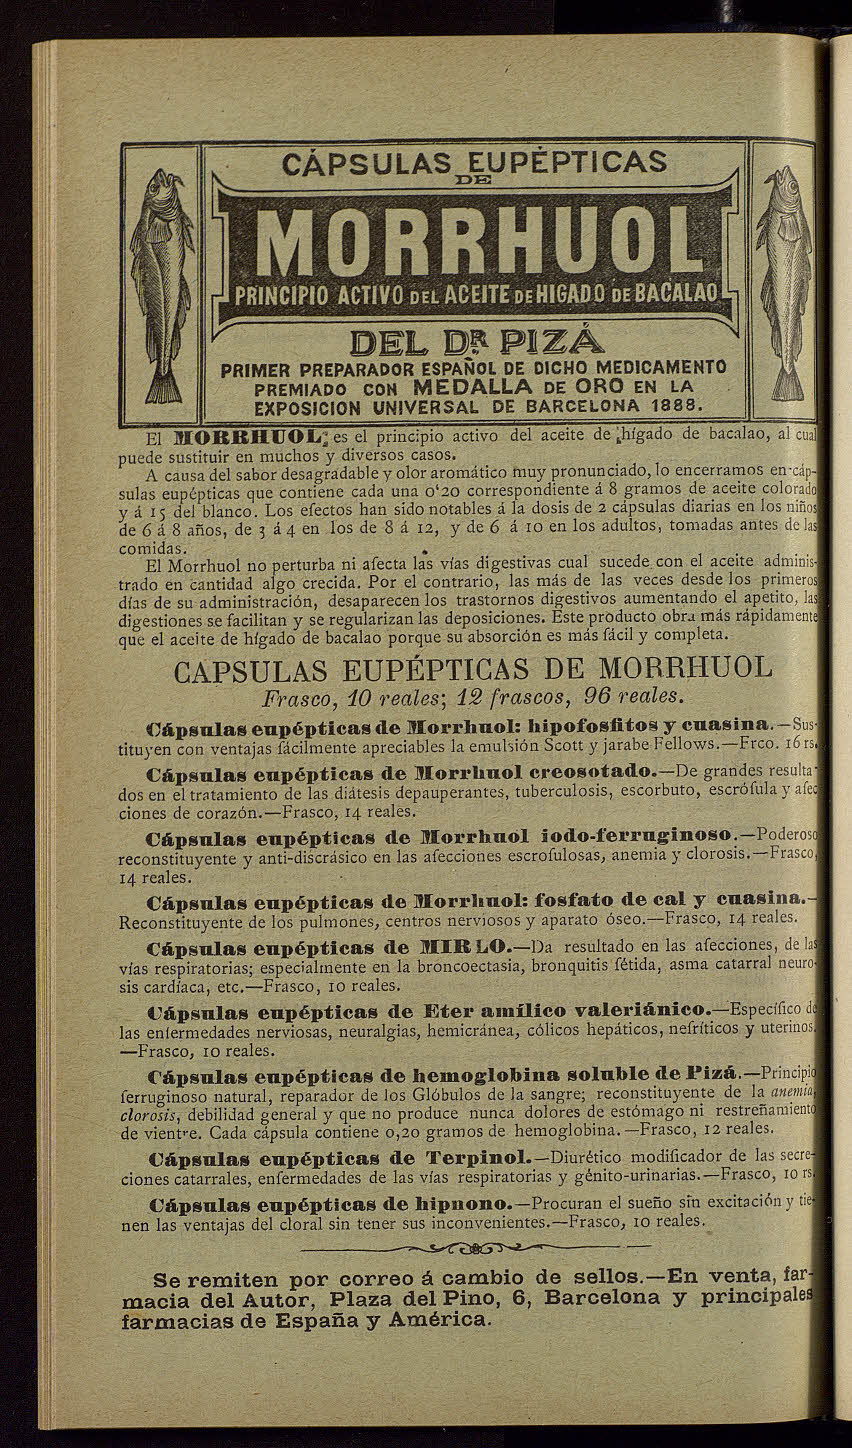 CÁPSULAS EUPÉPTICAS
DE
MORRHUOL
PRINCIPIO ACTIVO DEL ACEITE DE HIGADO DE BACALAO
DEL DR PIZÁ
PRIMER PREPARADOR ESPAÑOL DE DICHO MEDICAMENTO
PREMIADO CON MEDALLA DE ORO EN LA
EXPOSICION UNIVERSAL DE BARCELONA 1888.
El MORRHUOL; es el principio activo del aceite de hígado de bacalao, al cual
puede sustituir en muchos y diversos casos.
A causa del sabor desagradable y olor aromático muy pronunciado, lo encerramos en cáp-
sulas eupépticas que contiene cada una 0'20 correspondiente á 8 gramos de aceite colorado
y á 15 del blanco. Los efectos han sido notables á la dosis de 2 cápsulas diarias en los niños
de 6 á 8 años, de 3 á 4 en los de 8 á 12, y de 6 á 10 en los adultos, tomadas antes de las
comidas.
El Morrhuol no perturba ni afecta las vías digestivas cual sucede con el aceite adminis-
trado en cantidad algo crecida. Por el contrario, las más de las veces desde los primeros
días de su administración, desaparecen los trastornos digestivos aumentando el apetito, las
digestiones se facilitan y se regularizan las deposiciones. Este producto obra más rápidamente
que el aceite de hígado de bacalao porque su absorción es más fácil y completa.
CAPSULAS EUPÉPTICAS DE MORRHUOL
Frasco, 10 reales; 12 frascos, 96 reales.
Cápsulas eupépticas de Morrhuol: hipofosfitos y cuasina.—Sus-
tituyen con ventajas fácilmente apreciables la emulsión Scott y jarabe Fellows.—Frco. 16 rs.
Cápsulas eupépticas de Morrhuol creosotado.—De grandes resulta-
dos en el tratamiento de las diátesis depauperantes, tuberculosis, escorbuto, escrófula y afec
ciones de corazón.—Frasco, 14 reales.
Cápsulas eupépticas de Morrhuol iodo-ferruginoso.—Poderoso
reconstituyente y anti-discrásico en las afecciones escrofulosas, anemia y clorosis.—Frasco,
14 reales.
Cápsulas eupépticas de Morrhuol: fosfato de cal y cuasina.—
Reconstituyente de los pulmones, centros nerviosos y aparato óseo.—Frasco, 14 reales.
Cápsulas eupépticas de MIRLO.—Da resultado en las afecciones, de las
vías respiratorias; especialmente en la broncoectasia, bronquitis fétida, asma catarral neuro-
sis cardíaca, etc.—Frasco, 10 reales.
Cápsulas eupépticas de Eter amílico valeriánico.—Específico de
las enfermedades nerviosas, neuralgias, hemicránea, cólicos hepáticos, nefríticos y uterinos.
—Frasco, 10 reales.
Cápsulas eupépticas de hemoglobina soluble de Pizá.—Principio
ferruginoso natural, reparador de los Glóbulos de la sangre; reconstituyente de la anemia,
clorosis, debilidad general y que no produce nunca dolores de estómago ni restreñamiento
de vientre. Cada cápsula contiene 0,20 gramos de hemoglobina.—Frasco, 12 reales.
Cápsulas eupépticas de Terpinol.—Diurético modificador de las secre-
ciones catarrales, enfermedades de las vías respiratorias y génito-urinarias.—Frasco, 10 rs.
Cápsulas eupépticas de hipnono.—Procuran el sueño sin excitación y tie-
nen las ventajas del cloral sin tener sus inconvenientes.—Frasco, 10 reales.
Se remiten por correo á cambio de sellos.—En venta, far-
macia del Autor, Plaza del Pino, 6, Barcelona y principales
farmacias de España y América.